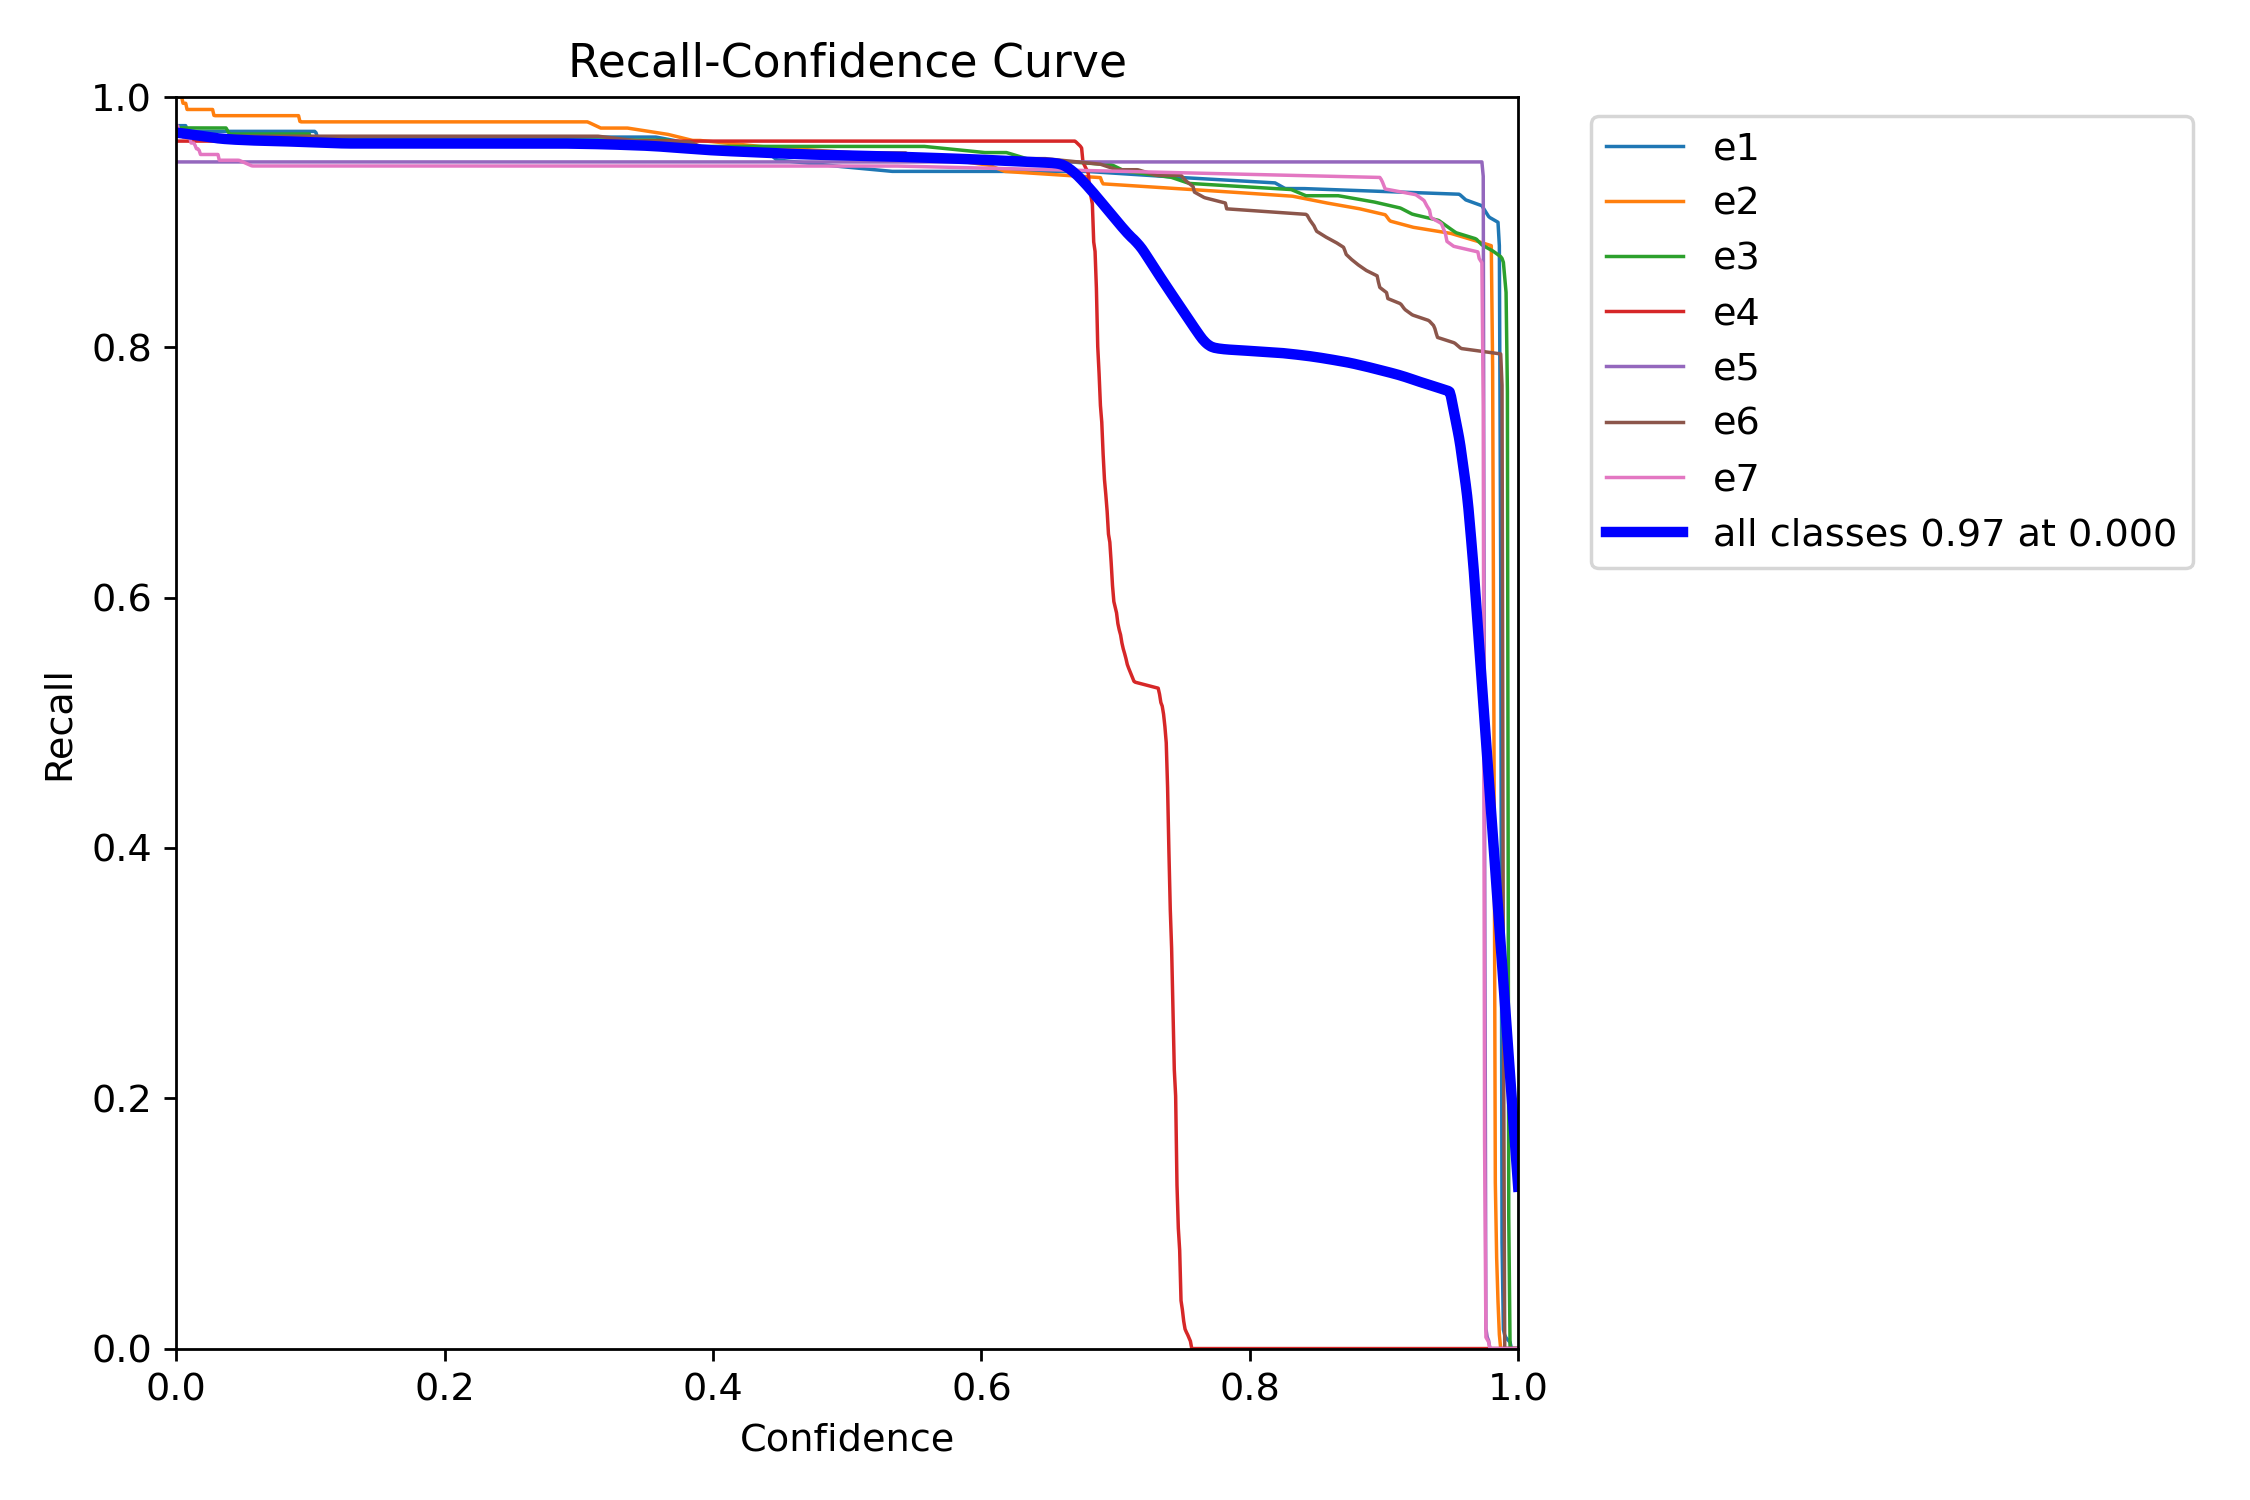 Recall-Confidence Curve
1.0
0.8
0.6
0.4
0.2
0.0
Recall
0.0 0.2 0.4 0.6 0.8 1.0
Confidence
e1
e2
e3
e4
e5
e6
e7
all classes 0.97 at 0.000